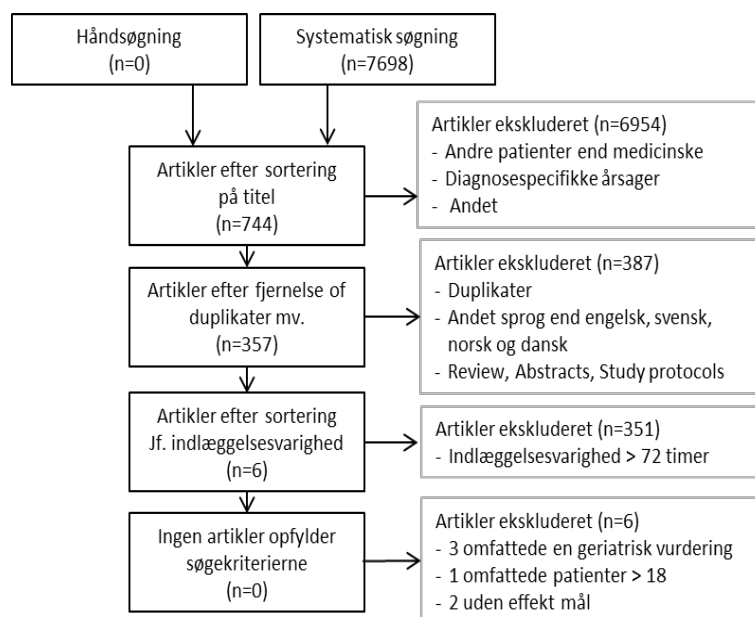 Håndsøgning
(n=0)
Systematisk søgning
(n=7698)
Artikler efter sortering
på titel
(n=744)
Artikler ekskluderet (n=6954)
- Andre patienter end medicinske
- Diagnosespecifikke årsager
- Andet
Artikler efter fjernelse of
duplikater mv.
(n=357)
Artikler ekskluderet (n=387)
- Duplikater
- Andet sprog end engelsk, svensk,
norsk og dansk
- Review, Abstracts, Study protocols
Artikler efter sortering
Jf. indlæggelsesvarighed
(n=6)
Artikler ekskluderet (n=351)
- Indlæggelsesvarighed > 72 timer
Ingen artikler opfylder
søgekriterierne
(n=0)
Artikler ekskluderet (n=6)
- 3 omfattede en geriatrisk vurdering
- 1 omfattede patienter > 18
- 2 uden effekt mål